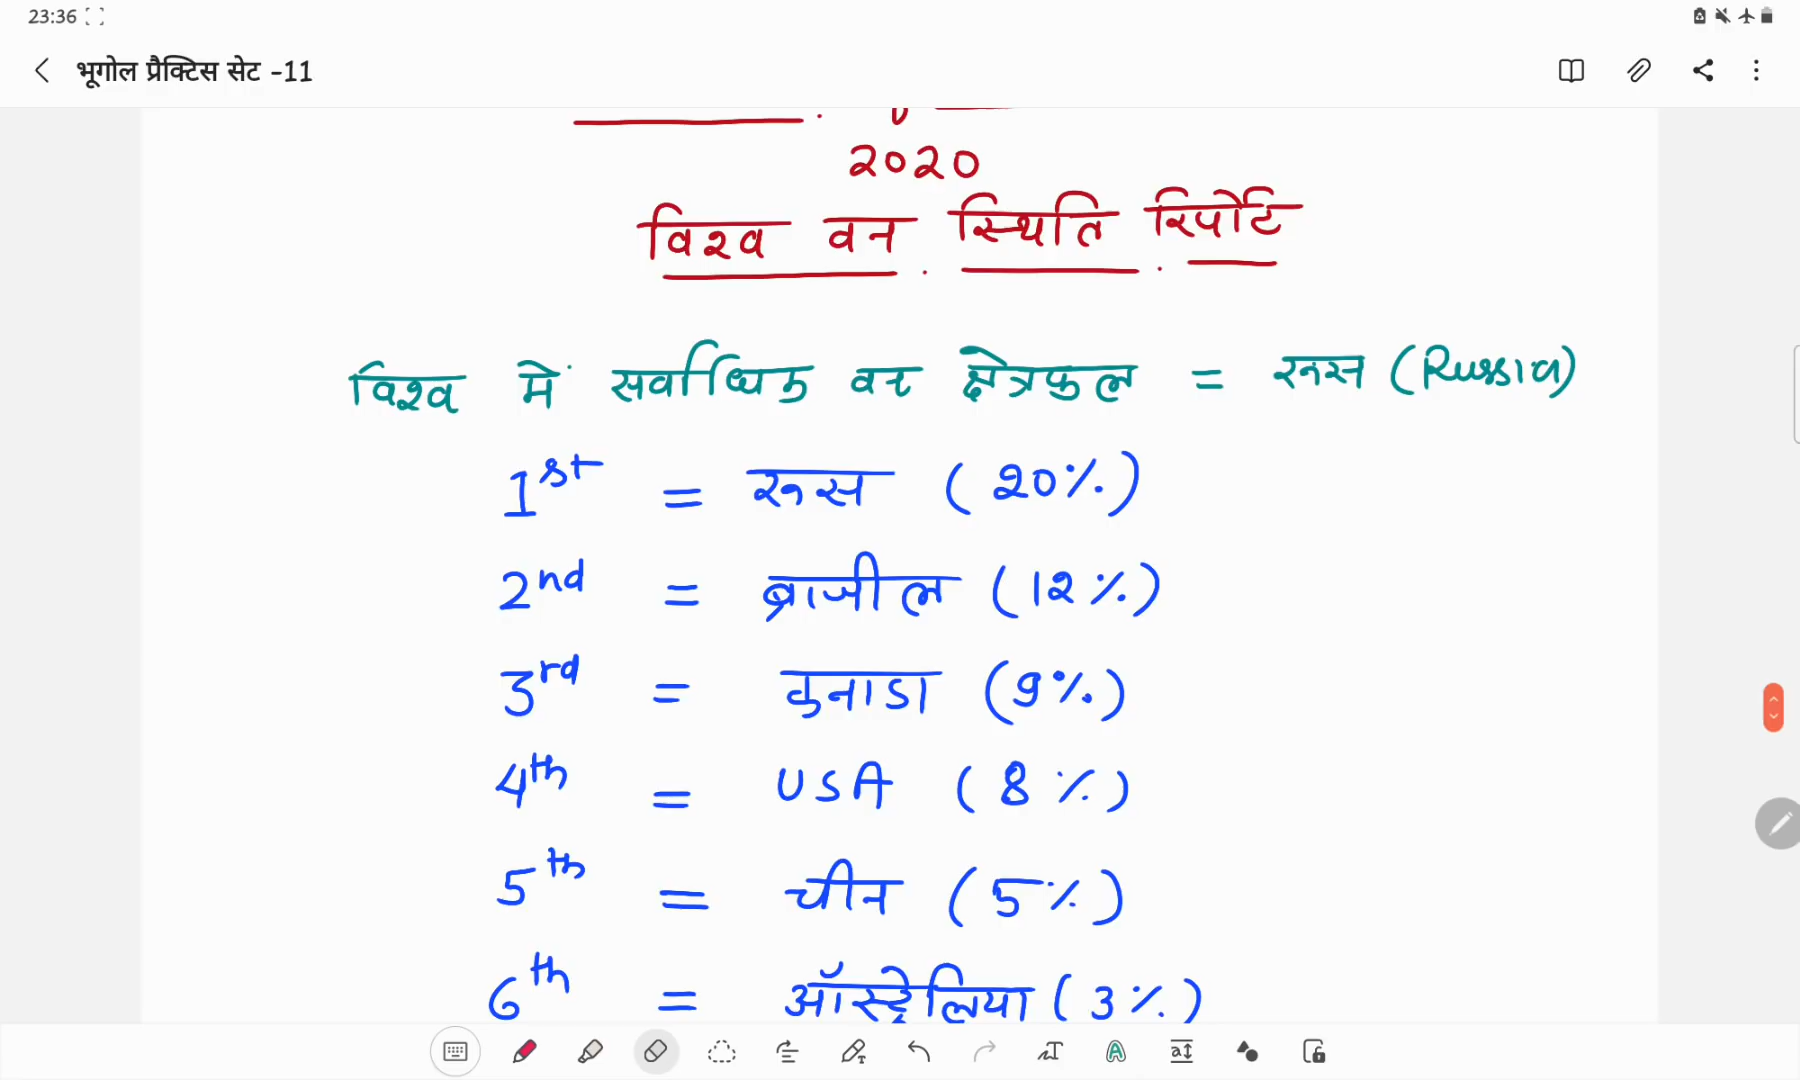 23:36
भूगोल प्रैक्टिस सेट -11
2020
विश्व वन स्थिति रिपोर्ट
विश्व में सर्वाधिक वन क्षेत्रफल = रूस (Russia)
1st = रूस (20%)
2nd = ब्राजील (12%)
3rd = कनाडा (9%)
4th = USA (8%)
5th = चीन (5%)
6th = ऑस्ट्रेलिया (3%)